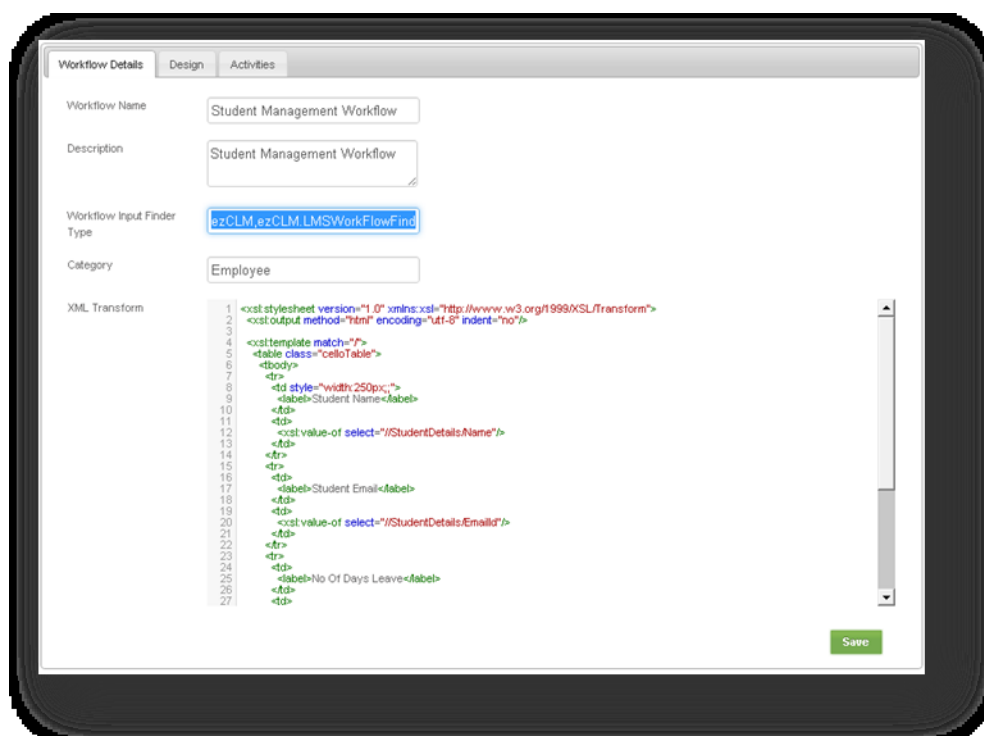 Workflow Details Design Activities
Workflow Name Student Management Workflow
Description Student Management Workflow
Workflow Input Finder
Type
ezCLM,ezCLM.LMSWorkFlowFind
Category Employee
XML Transform
1 <xsl:stylesheet version="1.0" xmlns:xsl="http://www.w3.org/1999/XSL/Transform">
2 <xsl:output method="html" encoding="utf-8" indent="no"/>
3
4 <xsl:template match="/">
5 <table class="celloTable">
6 <tbody>
7 <tr>
8 <td style="width:250px;;">
9 <label>Student Name</label>
10 </td>
11 <td>
12 <xsl:value-of select="//StudentDetails/Name"/>
13 </td>
14 </tr>
15 <tr>
16 <td>
17 <label>Student Email</label>
18 </td>
19 <td>
20 <xsl:value-of select="//StudentDetails/EmailId"/>
21 </td>
22 </tr>
23 <tr>
24 <td>
25 <label>No Of Days Leave</label>
26 </td>
27 <td>
Save